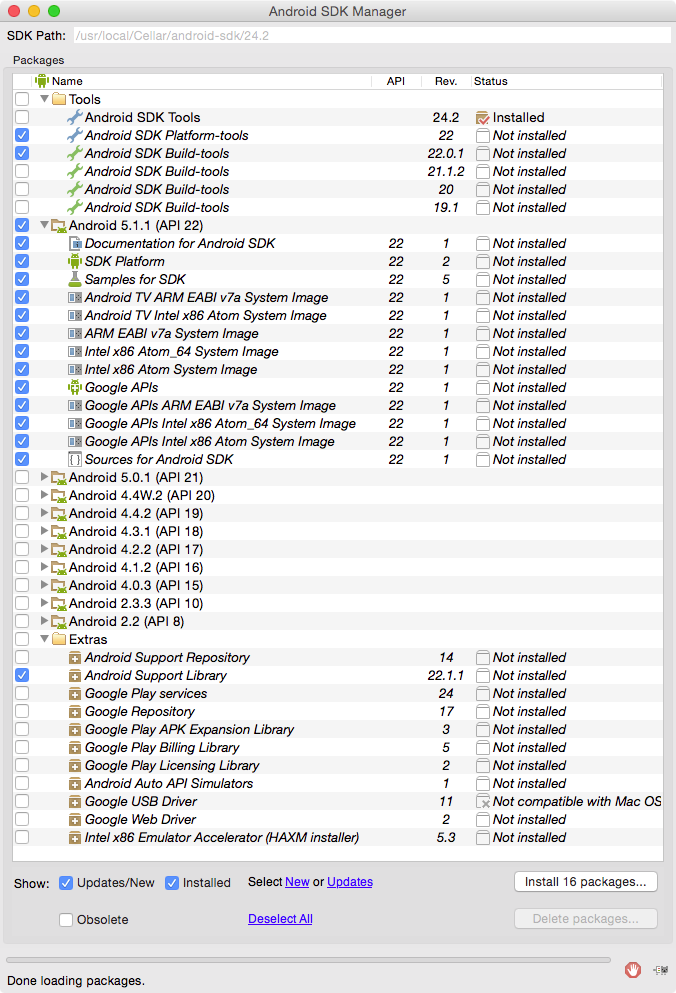 Android SDK Manager
SDK Path: /usr/local/Cellar/android-sdk/24.2
Packages
Name API Rev. Status
Tools
Android SDK Tools 24.2 Installed
Android SDK Platform-tools 22 Not installed
Android SDK Build-tools 22.0.1 Not installed
Android SDK Build-tools 21.1.2 Not installed
Android SDK Build-tools 20 Not installed
Android SDK Build-tools 19.1 Not installed
Android 5.1.1 (API 22)
Documentation for Android SDK 22 1 Not installed
SDK Platform 22 2 Not installed
Samples for SDK 22 5 Not installed
Android TV ARM EABI v7a System Image 22 1 Not installed
Android TV Intel x86 Atom System Image 22 1 Not installed
ARM EABI v7a System Image 22 1 Not installed
Intel x86 Atom_64 System Image 22 1 Not installed
Intel x86 Atom System Image 22 1 Not installed
Google APIs 22 1 Not installed
Google APIs ARM EABI v7a System Image 22 1 Not installed
Google APIs Intel x86 Atom_64 System Image 22 1 Not installed
Google APIs Intel x86 Atom System Image 22 1 Not installed
Sources for Android SDK 22 1 Not installed
Android 5.0.1 (API 21)
Android 4.4W.2 (API 20)
Android 4.4.2 (API 19)
Android 4.3.1 (API 18)
Android 4.2.2 (API 17)
Android 4.1.2 (API 16)
Android 4.0.3 (API 15)
Android 2.3.3 (API 10)
Android 2.2 (API 8)
Extras
Android Support Repository 14 Not installed
Android Support Library 22.1.1 Not installed
Google Play services 24 Not installed
Google Repository 17 Not installed
Google Play APK Expansion Library 3 Not installed
Google Play Billing Library 5 Not installed
Google Play Licensing Library 2 Not installed
Android Auto API Simulators 1 Not installed
Google USB Driver 11 Not compatible with Mac OS
Google Web Driver 2 Not installed
Intel x86 Emulator Accelerator (HAXM installer) 5.3 Not installed
Show: Updates/New Installed Select New or Updates Install 16 packages...
Obsolete Deselect All Delete packages...
Done loading packages.